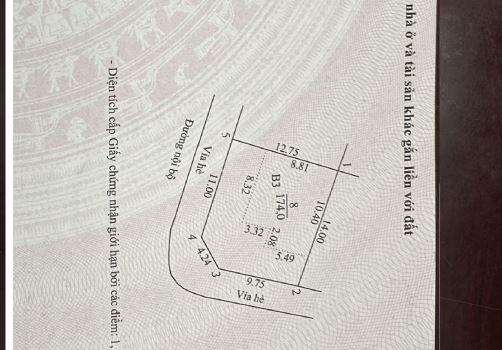 nhà ở và tài sản khác gắn liền với đất
1
14.00
10.40
2
12.75
8.81
8
B3 174,0
2.08
5.49
8.32
3.32
9.75
5
Vỉa hè
11.00
4
4.24
3
Vỉa hè
Đường nội bộ
- Diện tích cấp Giấy chứng nhận giới hạn bởi các điểm: 1,